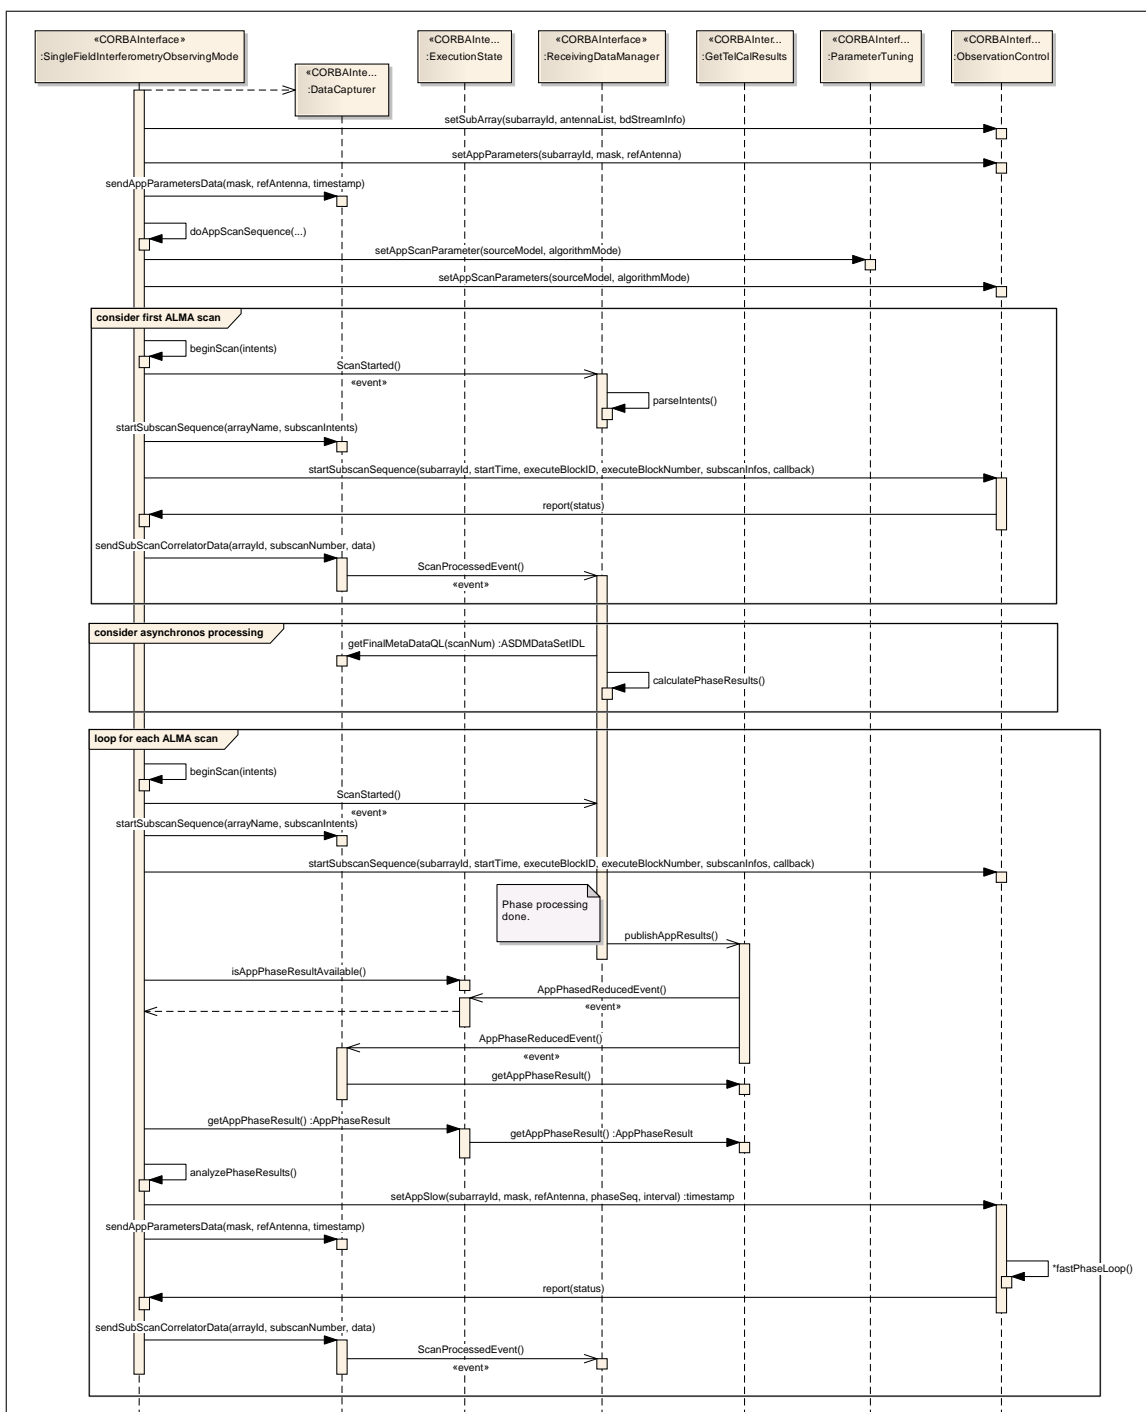 «CORBAInterface»
:SingleFieldInterferometryObservingMode
«CORBAInte...
:DataCapturer
«CORBAInte...
:ExecutionState
«CORBAInterface»
:ReceivingDataManager
«CORBAInter...
:GetTelCalResults
«CORBAInterf...
:ParameterTuning
«CORBAInterf...
:ObservationControl
setSubArray(subarrayId, antennaList, bdStreamInfo)
setAppParameters(subarrayId, mask, refAntenna)
sendAppParametersData(mask, refAntenna, timestamp)
doAppScanSequence(...)
setAppScanParameter(sourceModel, algorithmMode)
setAppScanParameters(sourceModel, algorithmMode)
consider first ALMA scan
beginScan(intents)
ScanStarted()
«event»
parseIntents()
startSubscanSequence(arrayName, subscanIntents)
startSubscanSequence(subarrayId, startTime, executeBlockID, executeBlockNumber, subscanInfos, callback)
report(status)
sendSubScanCorrelatorData(arrayId, subscanNumber, data)
ScanProcessedEvent()
«event»
consider asynchronos processing
getFinalMetaDataQL(scanNum) :ASDMDataSetIDL
calculatePhaseResults()
loop for each ALMA scan
beginScan(intents)
ScanStarted()
«event»
startSubscanSequence(arrayName, subscanIntents)
startSubscanSequence(subarrayId, startTime, executeBlockID, executeBlockNumber, subscanInfos, callback)
Phase processing
done.
publishAppResults()
isAppPhaseResultAvailable()
AppPhasedReducedEvent()
«event»
AppPhaseReducedEvent()
«event»
getAppPhaseResult()
getAppPhaseResult() :AppPhaseResult
getAppPhaseResult() :AppPhaseResult
analyzePhaseResults()
setAppSlow(subarrayId, mask, refAntenna, phaseSeq, interval) :timestamp
sendAppParametersData(mask, refAntenna, timestamp)
*fastPhaseLoop()
report(status)
sendSubScanCorrelatorData(arrayId, subscanNumber, data)
ScanProcessedEvent()
«event»